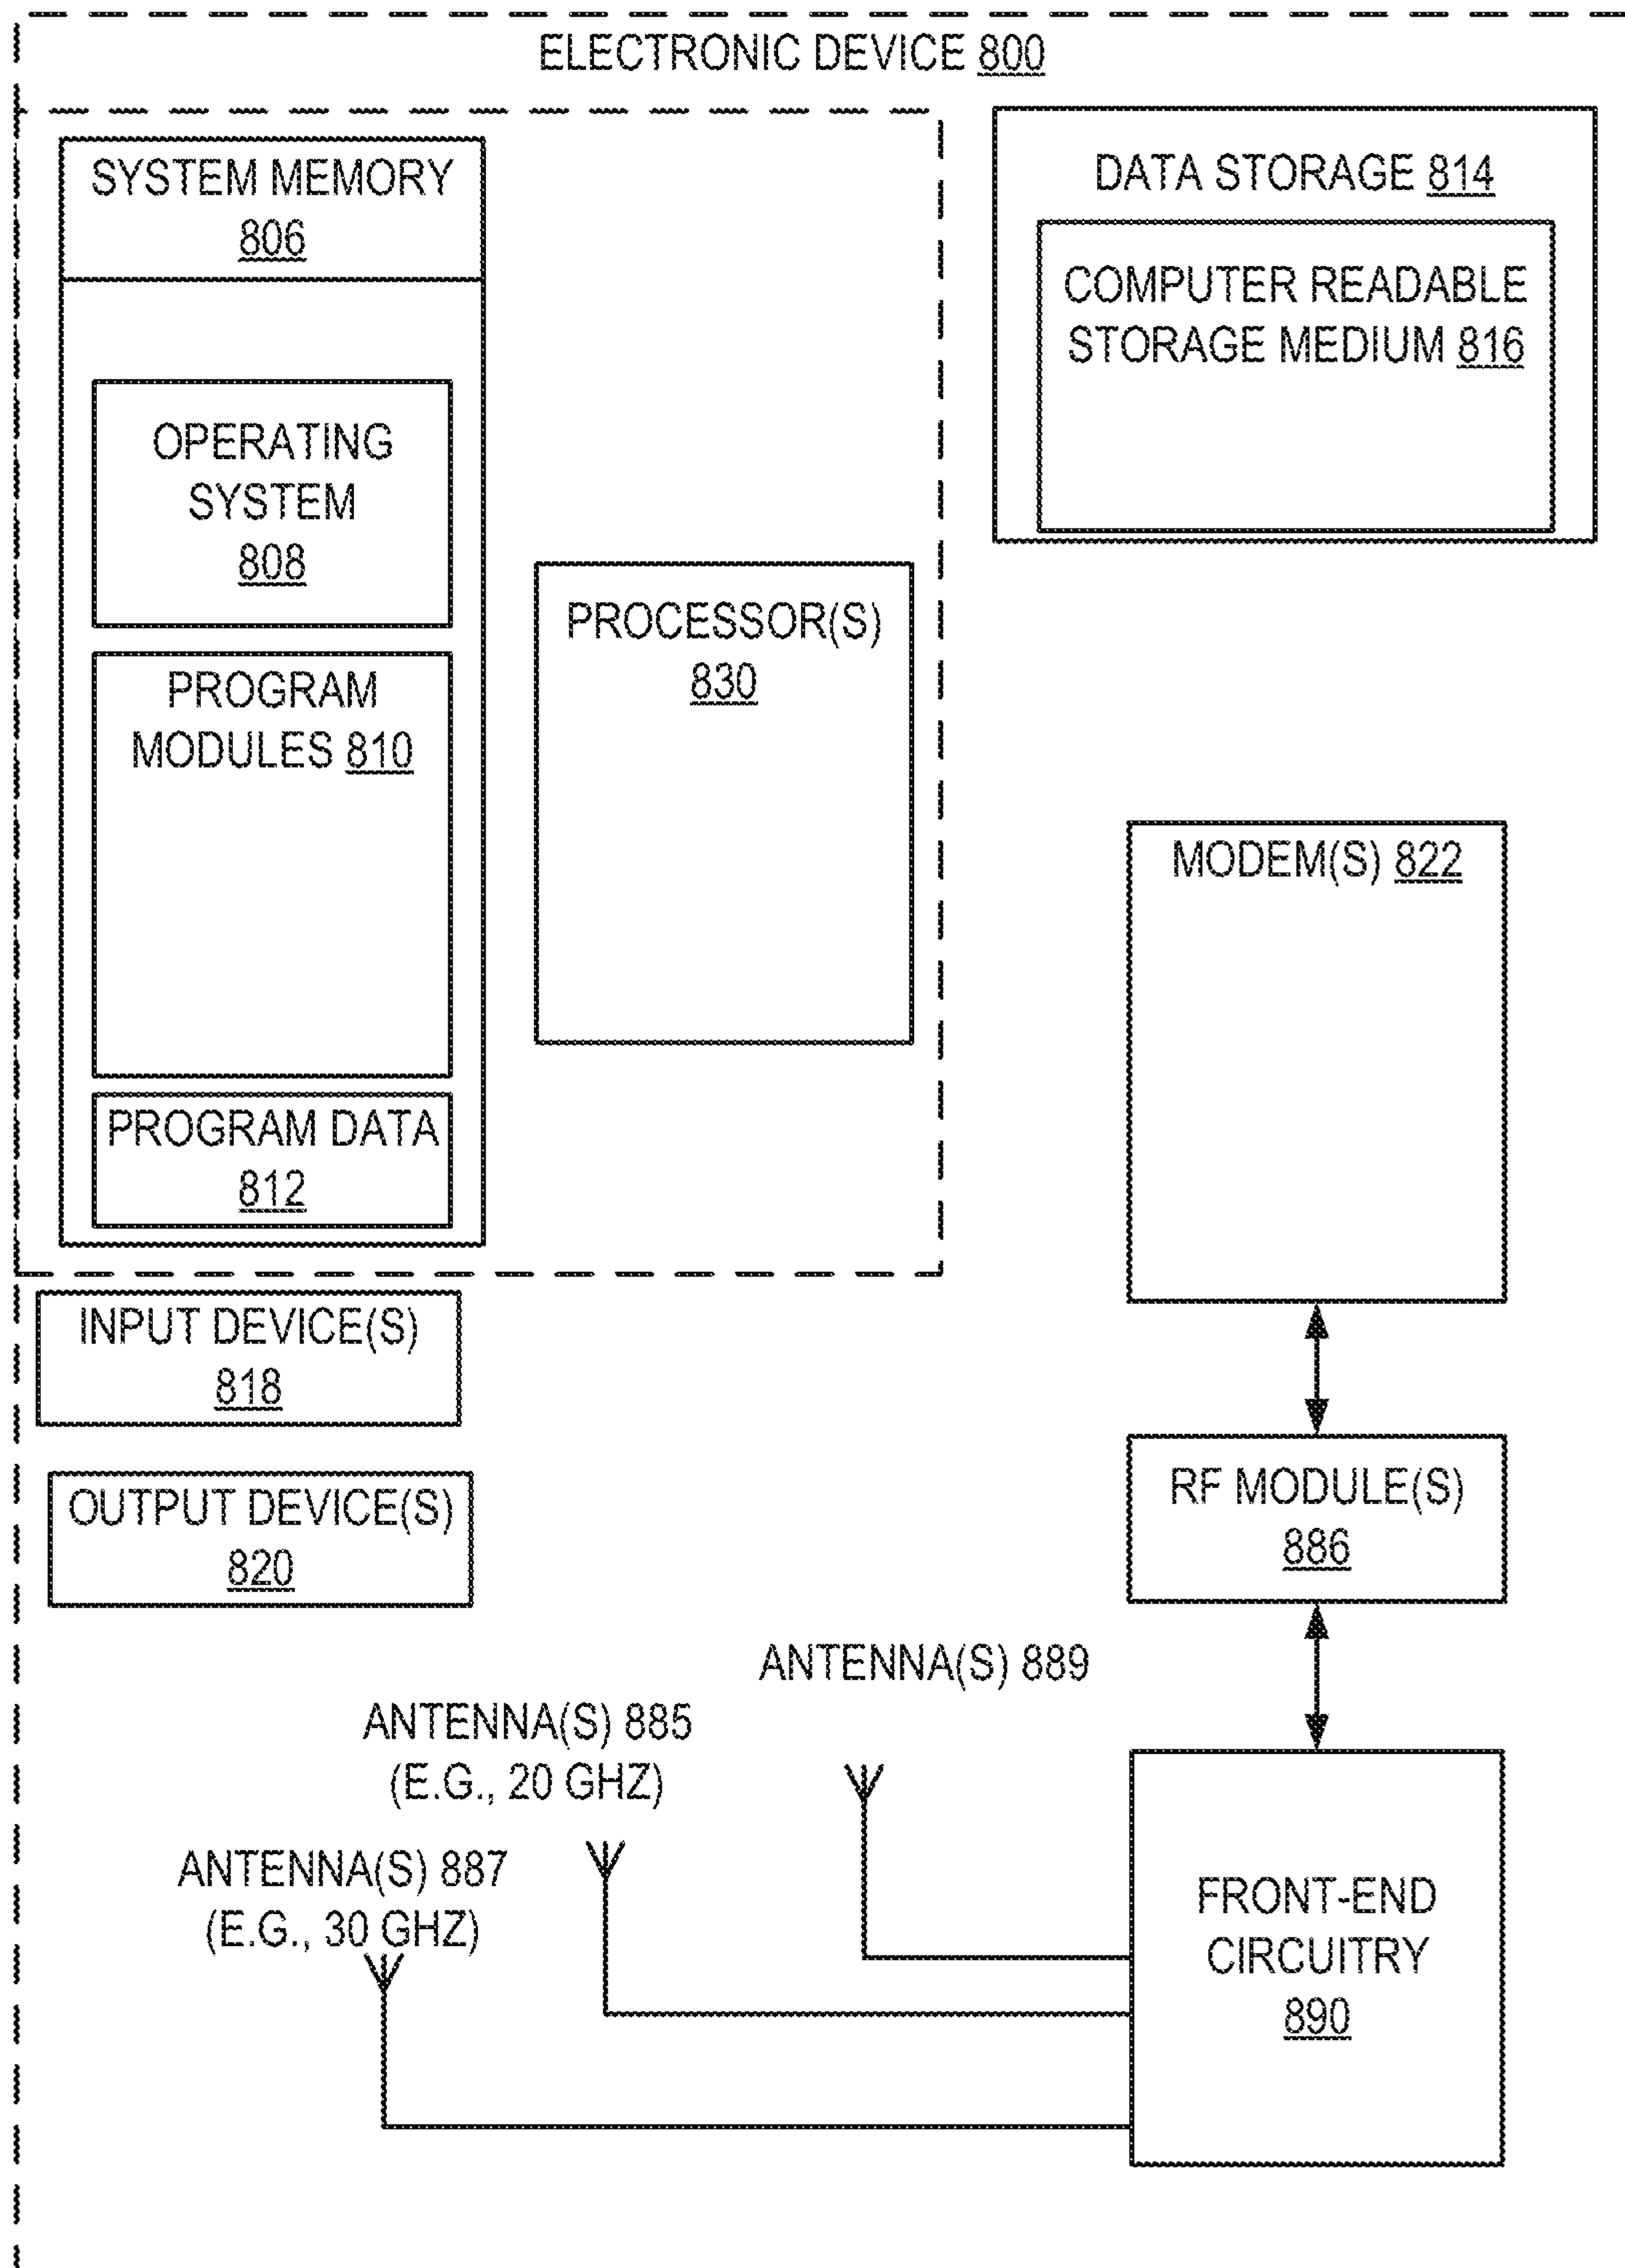 ELECTRONIC DEVICE 800
SYSTEM MEMORY
806
OPERATING
SYSTEM
808
PROGRAM
MODULES 810
PROGRAM DATA
812
PROCESSOR(S)
830
DATA STORAGE 814
COMPUTER READABLE
STORAGE MEDIUM 816
MODEM(S) 822
INPUT DEVICE(S)
818
OUTPUT DEVICE(S)
820
RF MODULE(S)
886
ANTENNA(S) 889
ANTENNA(S) 885
(E.G., 20 GHZ)
ANTENNA(S) 887
(E.G., 30 GHZ)
FRONT-END
CIRCUITRY
890